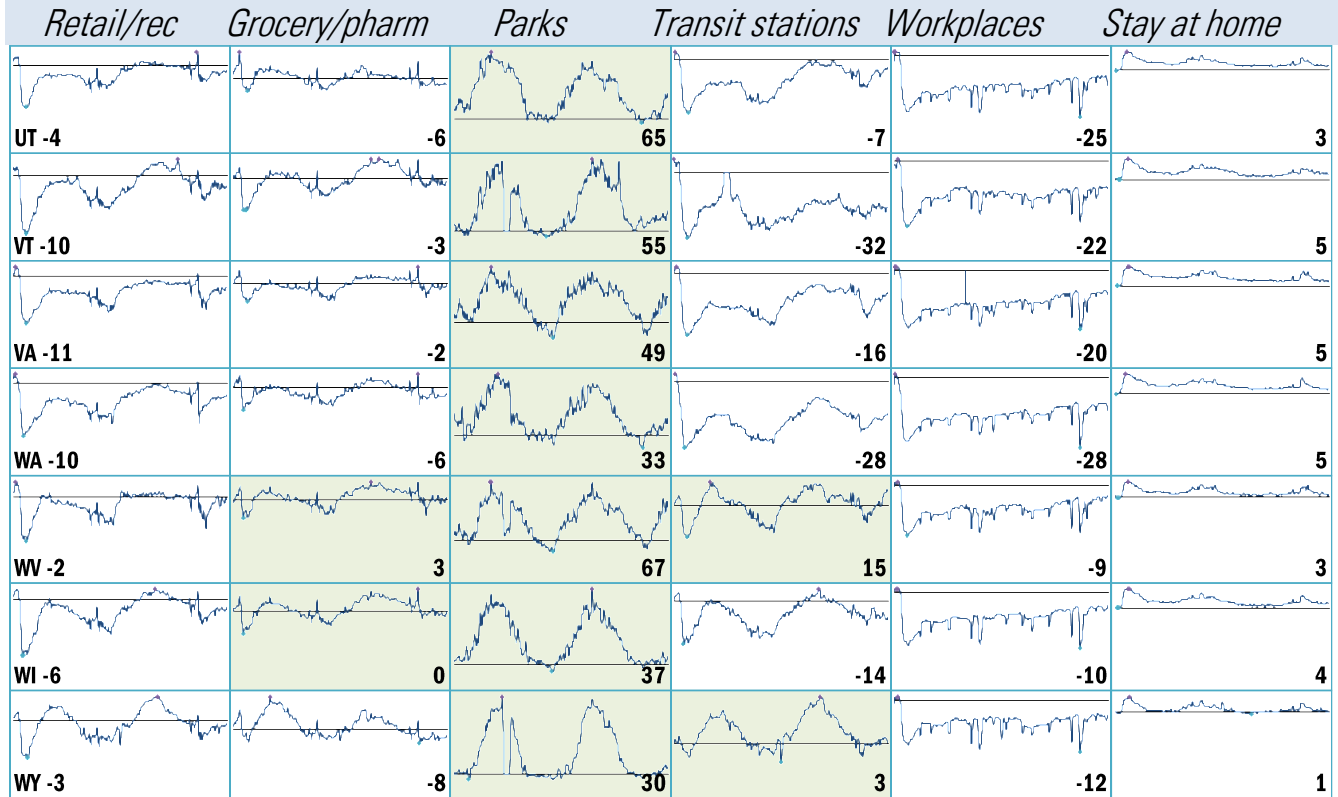 Retail/rec Grocery/pharm Parks Transit stations Workplaces Stay at home
UT -4 -6 65 -7 -25 3
VT -10 -3 55 -32 -22 5
VA -11 -2 49 -16 -20 5
WA -10 -6 33 -28 -28 5
WV -2 3 67 15 -9 3
WI -6 0 37 -14 -10 4
WY -3 -8 30 3 -12 1